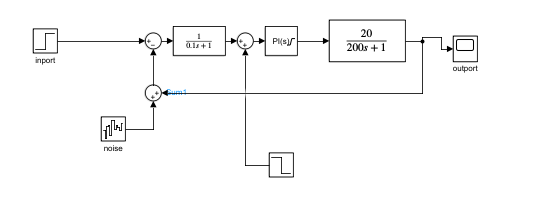 inport
1
0.1s + 1
PI(s)
20
200s + 1
outport
Sum1
noise